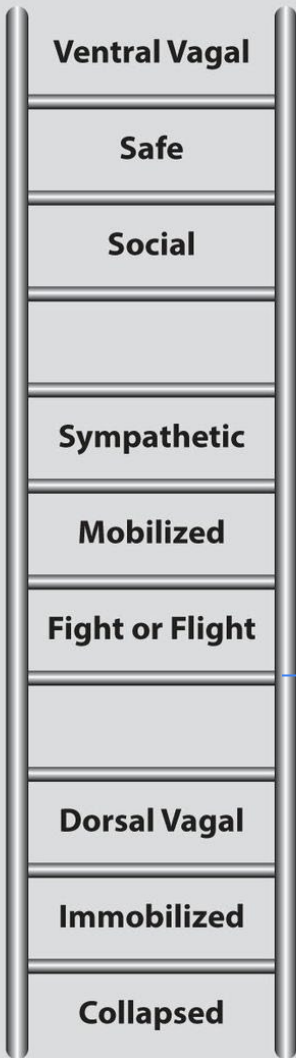 Ventral Vagal
Safe
Social
Sympathetic
Mobilized
Fight or Flight
Dorsal Vagal
Immobilized
Collapsed